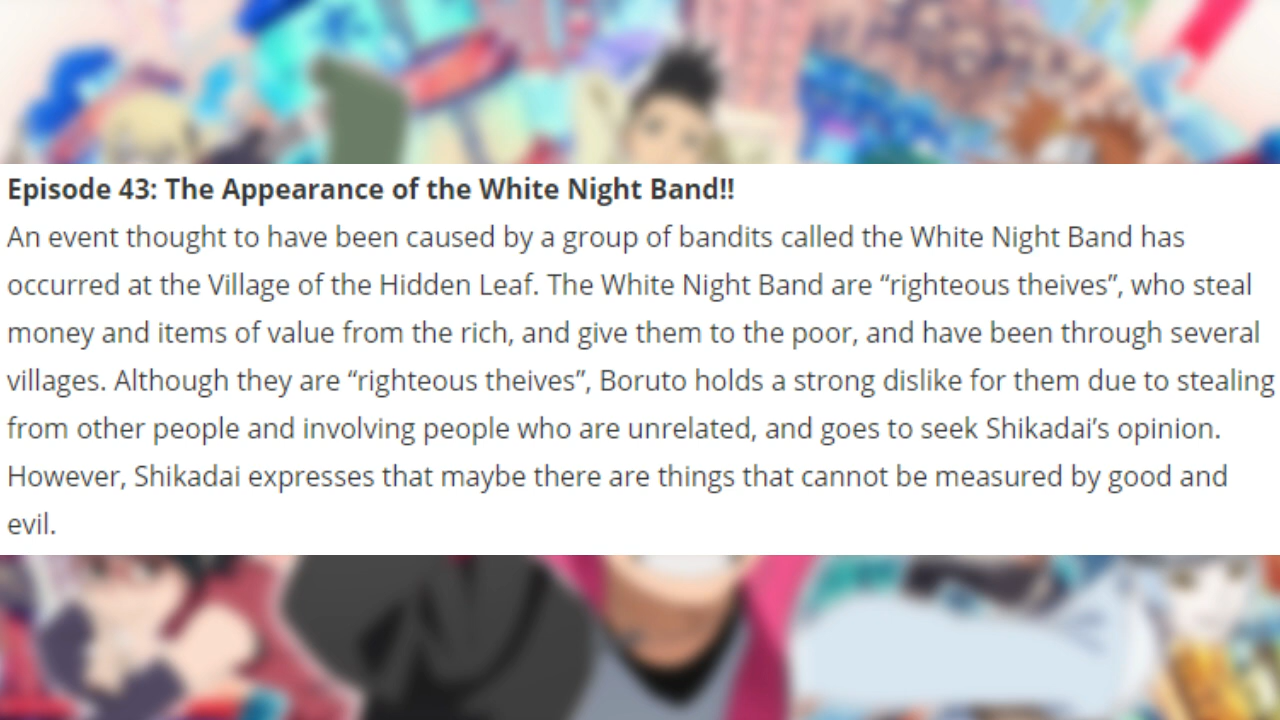 Episode 43: The Appearance of the White Night Band!!
An event thought to have been caused by a group of bandits called the White Night Band has
occurred at the Village of the Hidden Leaf. The White Night Band are “righteous theives”, who steal
money and items of value from the rich, and give them to the poor, and have been through several
villages. Although they are “righteous theives”, Boruto holds a strong dislike for them due to stealing
from other people and involving people who are unrelated, and goes to seek Shikadai’s opinion.
However, Shikadai expresses that maybe there are things that cannot be measured by good and
evil.